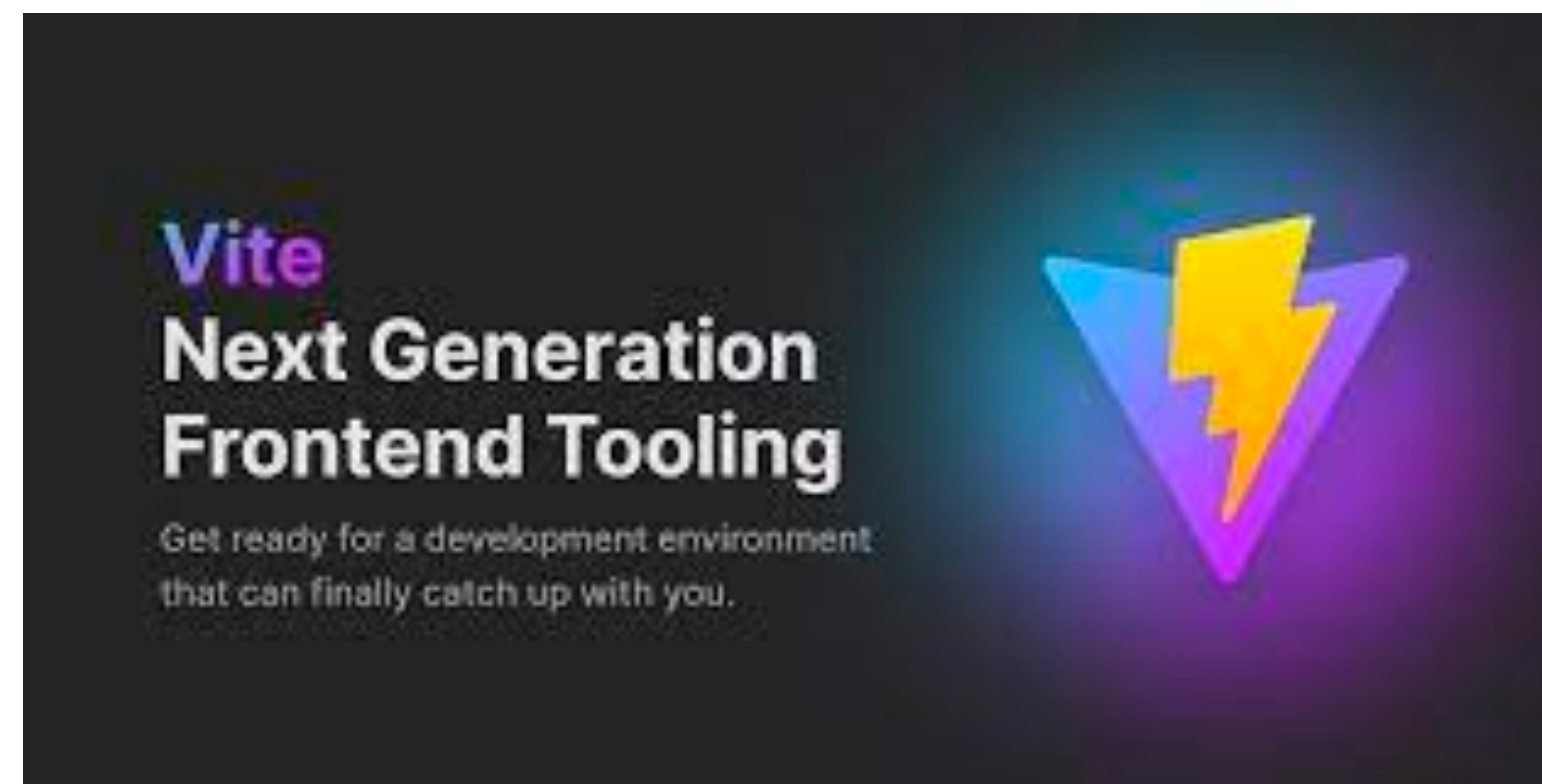 Vite
Next Generation
Frontend Tooling
Get ready for a development environment
that can finally catch up with you.